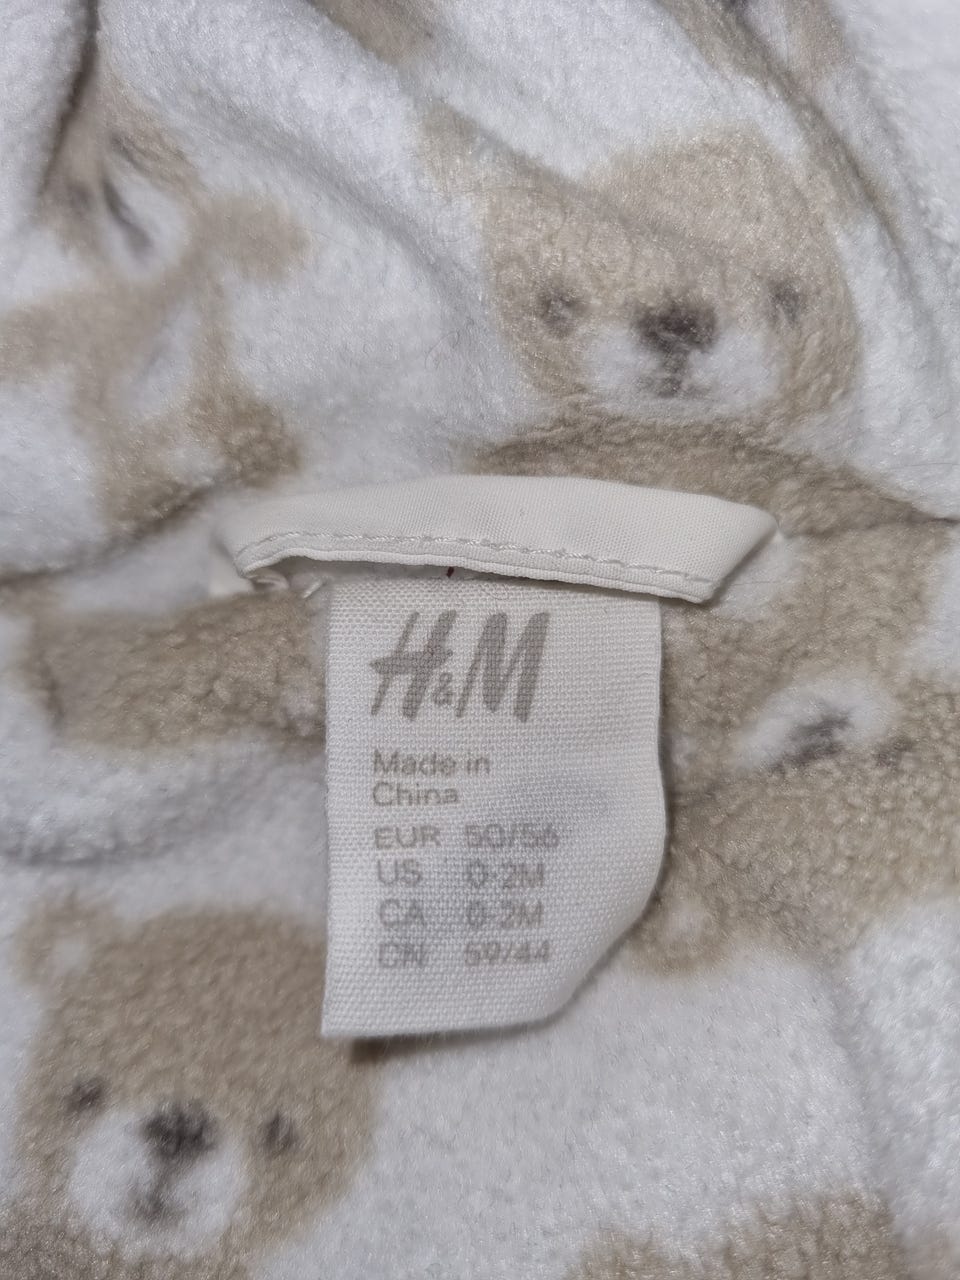 H&M
Made in
China
EUR 50/56
US 0-2M
CA 0-2M
CN 59/44